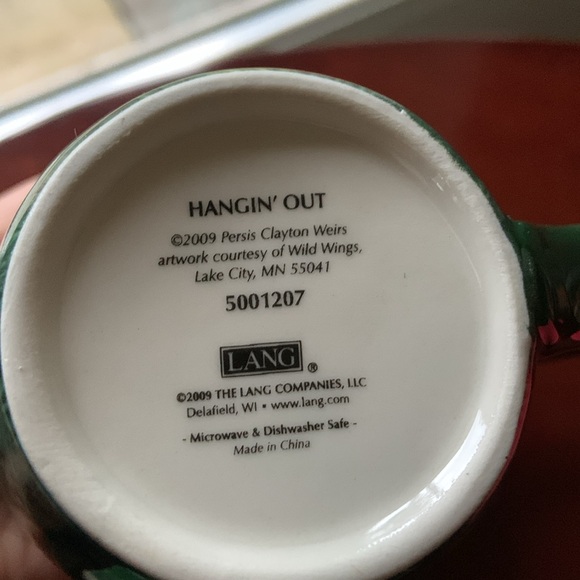 HANGIN' OUT
©2009 Persis Clayton Weirs
artwork courtesy of Wild Wings,
Lake City, MN 55041
5001207
LANG®
©2009 THE LANG COMPANIES, LLC
Delafield, WI • www.lang.com
- Microwave & Dishwasher Safe -
Made in China